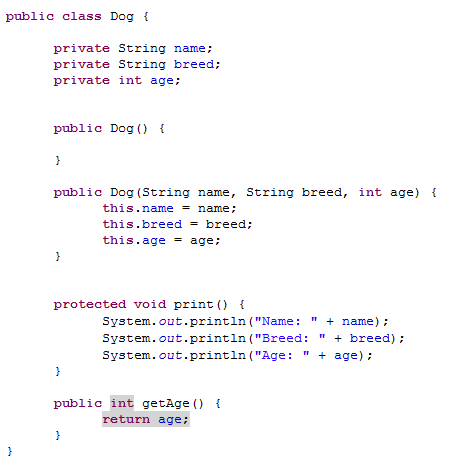 public class Dog {
private String name;
private String breed;
private int age;
public Dog() {
}
public Dog(String name, String breed, int age) {
this.name = name;
this.breed = breed;
this.age = age;
}
protected void print() {
System.out.println("Name: " + name);
System.out.println("Breed: " + breed);
System.out.println("Age: " + age);
}
public int getAge() {
return age;
}
}